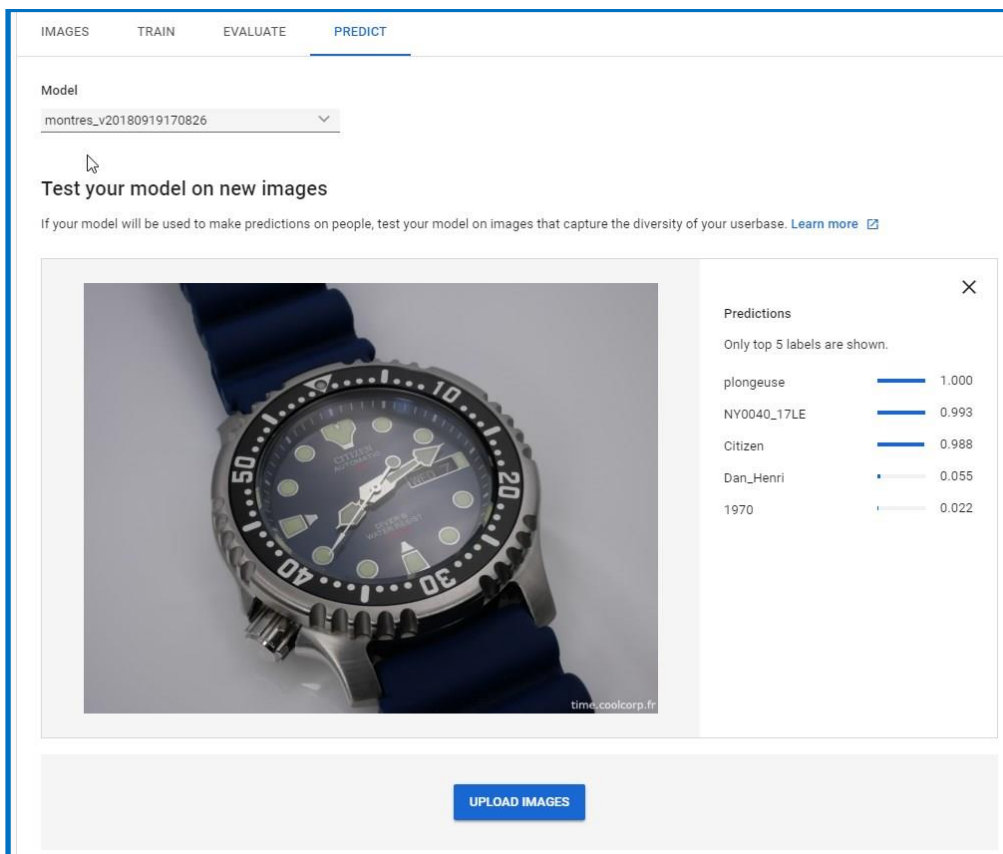 IMAGES TRAIN EVALUATE PREDICT
Model
montres_v20180919170826
Test your model on new images
If your model will be used to make predictions on people, test your model on images that capture the diversity of your userbase. Learn more
Predictions
Only top 5 labels are shown.
plongeuse 1.000
NY0040_17LE 0.993
Citizen 0.988
Dan_Henri 0.055
1970 0.022
10
20
30
40
50
CITIZEN
AUTOMATIC
WED 7
DIVER'S
WATER RESIST
time.coolcorp.fr
UPLOAD IMAGES